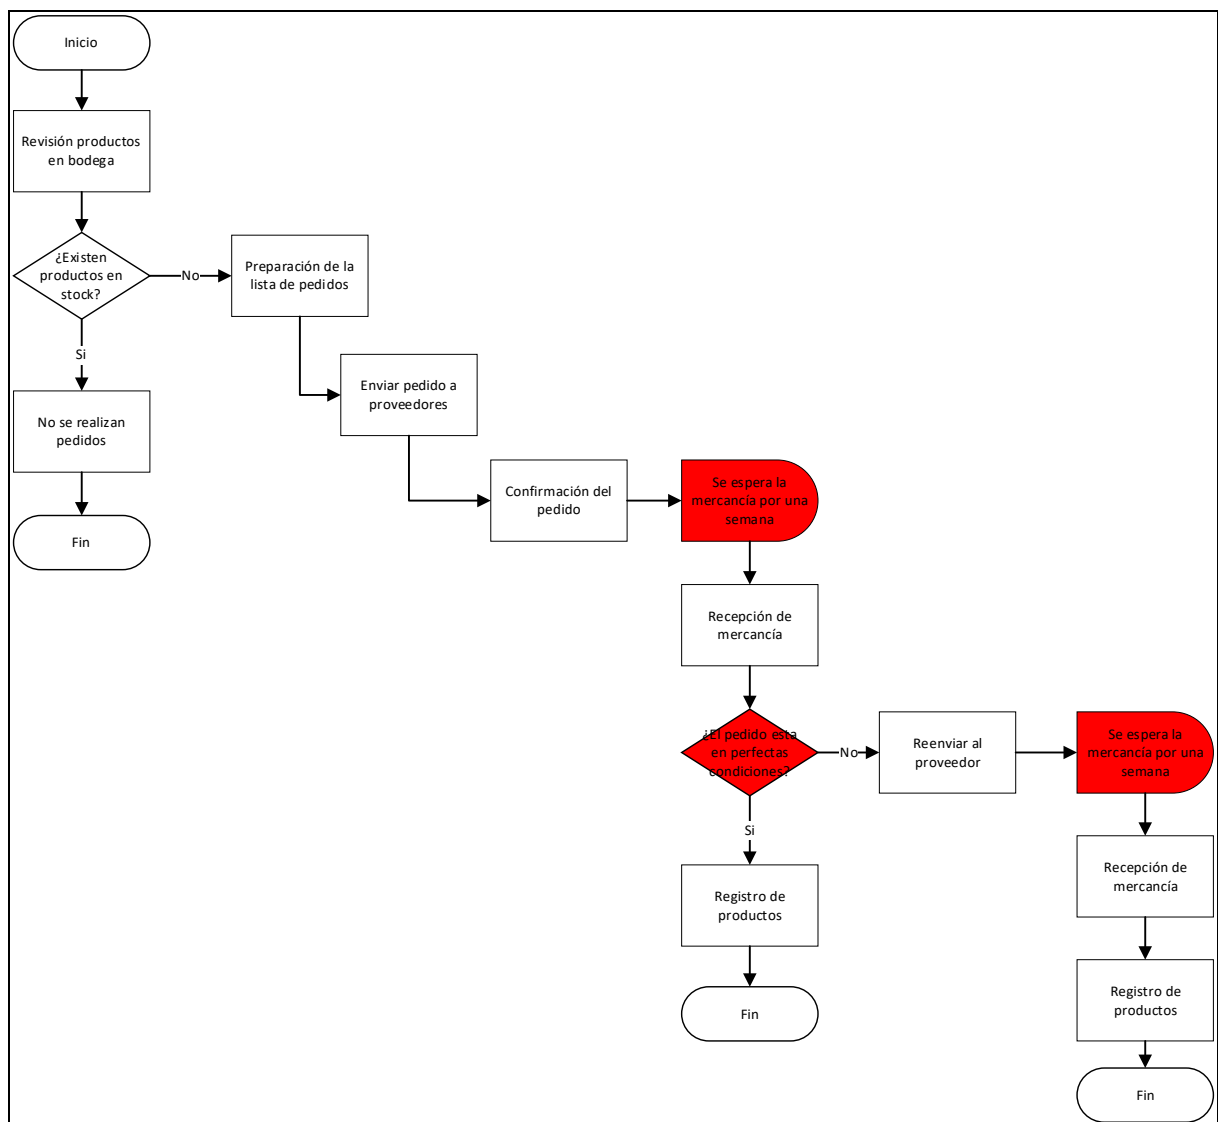 Inicio
Revisión productos
en bodega
¿Existen
productos en
stock?
No
Preparación de la
lista de pedidos
Si
Enviar pedido a
proveedores
No se realizan
pedidos
Fin
Confirmación del
pedido
Se espera la
mercancía por una
semana
Recepción de
mercancía
¿El pedido esta
en perfectas
condiciones?
No
Reenviar al
proveedor
Se espera la
mercancía por una
semana
Si
Registro de
productos
Fin
Recepción de
mercancía
Registro de
productos
Fin